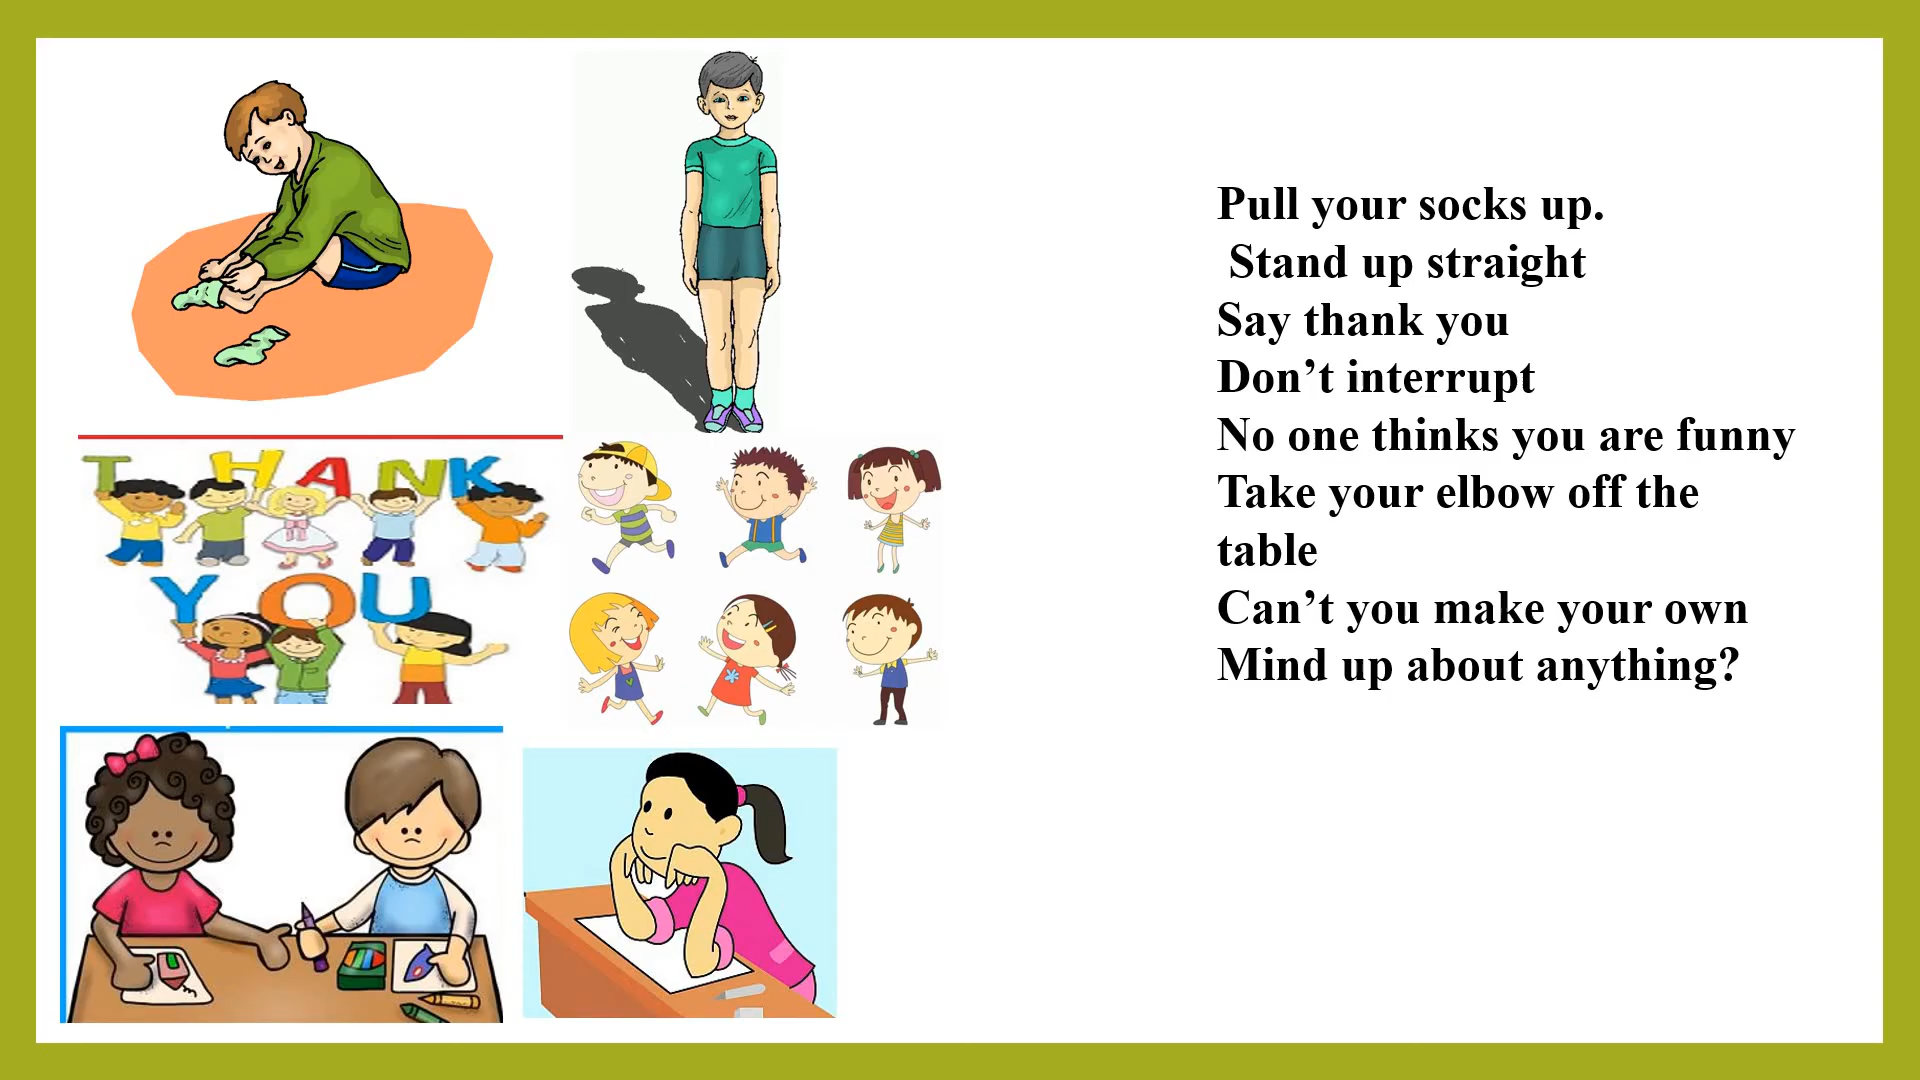 THANK
YOU
Pull your socks up.
Stand up straight
Say thank you
Don’t interrupt
No one thinks you are funny
Take your elbow off the
table
Can’t you make your own
Mind up about anything?